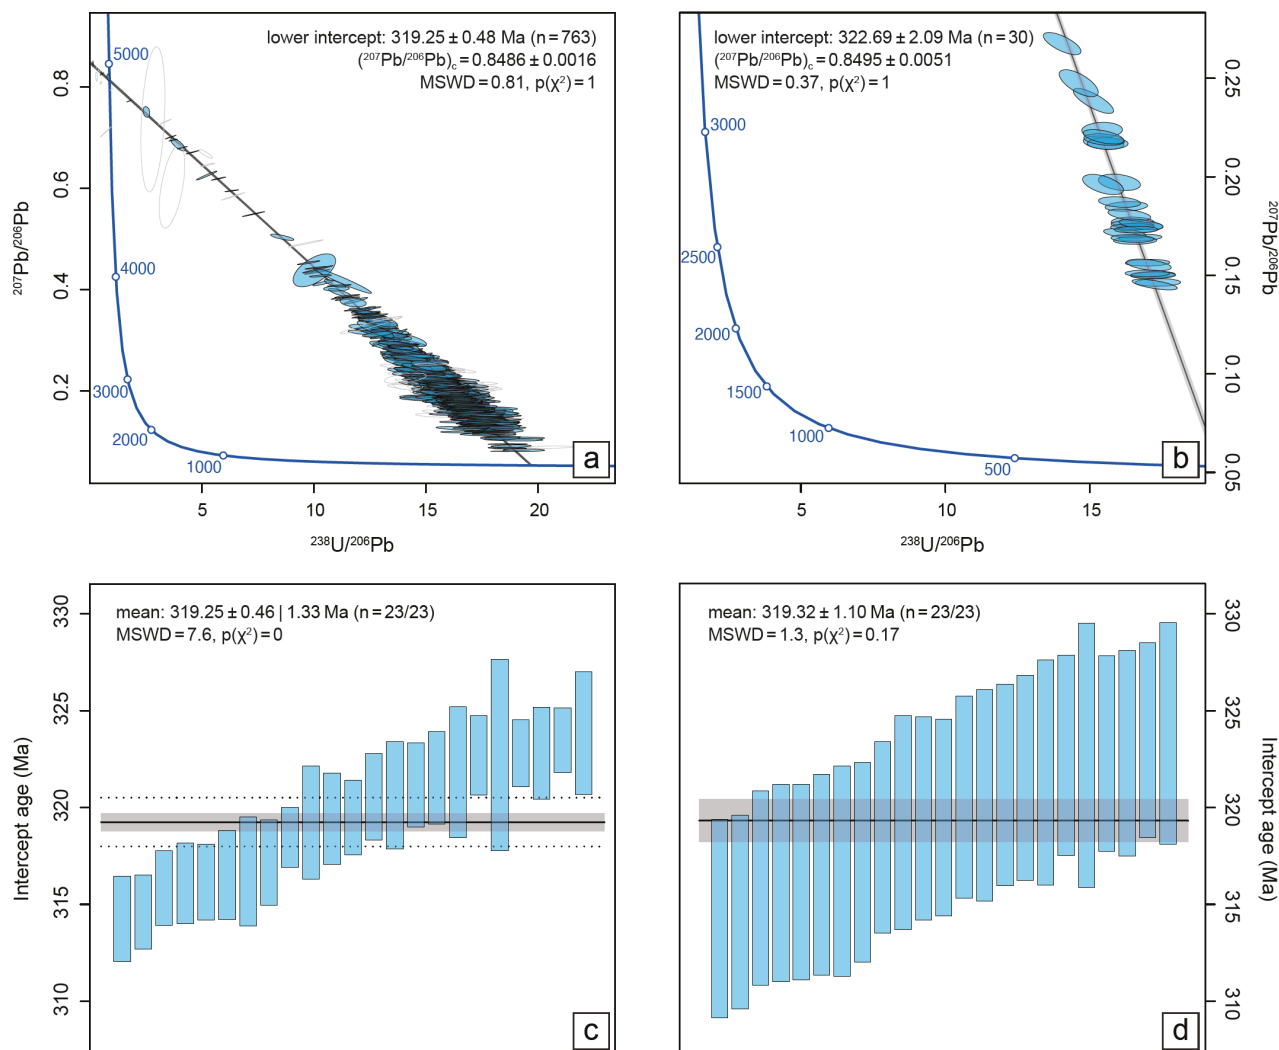 lower intercept: 319.25 ± 0.48 Ma (n = 763)
(²⁰⁷Pb/²⁰⁶Pb)c = 0.8486 ± 0.0016
MSWD = 0.81, p(χ²) = 1
5000
4000
3000
2000
1000
0.8
0.6
0.4
0.2
²⁰⁷Pb/²⁰⁶Pb
a
5
10
15
20
²³⁸U/²⁰⁶Pb
lower intercept: 322.69 ± 2.09 Ma (n = 30)
(²⁰⁷Pb/²⁰⁶Pb)c = 0.8495 ± 0.0051
MSWD = 0.37, p(χ²) = 1
3000
2500
2000
1500
1000
500
0.25
0.20
0.15
0.10
0.05
²⁰⁷Pb/²⁰⁶Pb
b
5
10
15
²³⁸U/²⁰⁶Pb
mean: 319.25 ± 0.46 | 1.33 Ma (n = 23/23)
MSWD = 7.6, p(χ²) = 0
330
325
320
315
310
Intercept age (Ma)
c
mean: 319.32 ± 1.10 Ma (n = 23/23)
MSWD = 1.3, p(χ²) = 0.17
330
325
320
315
310
Intercept age (Ma)
d